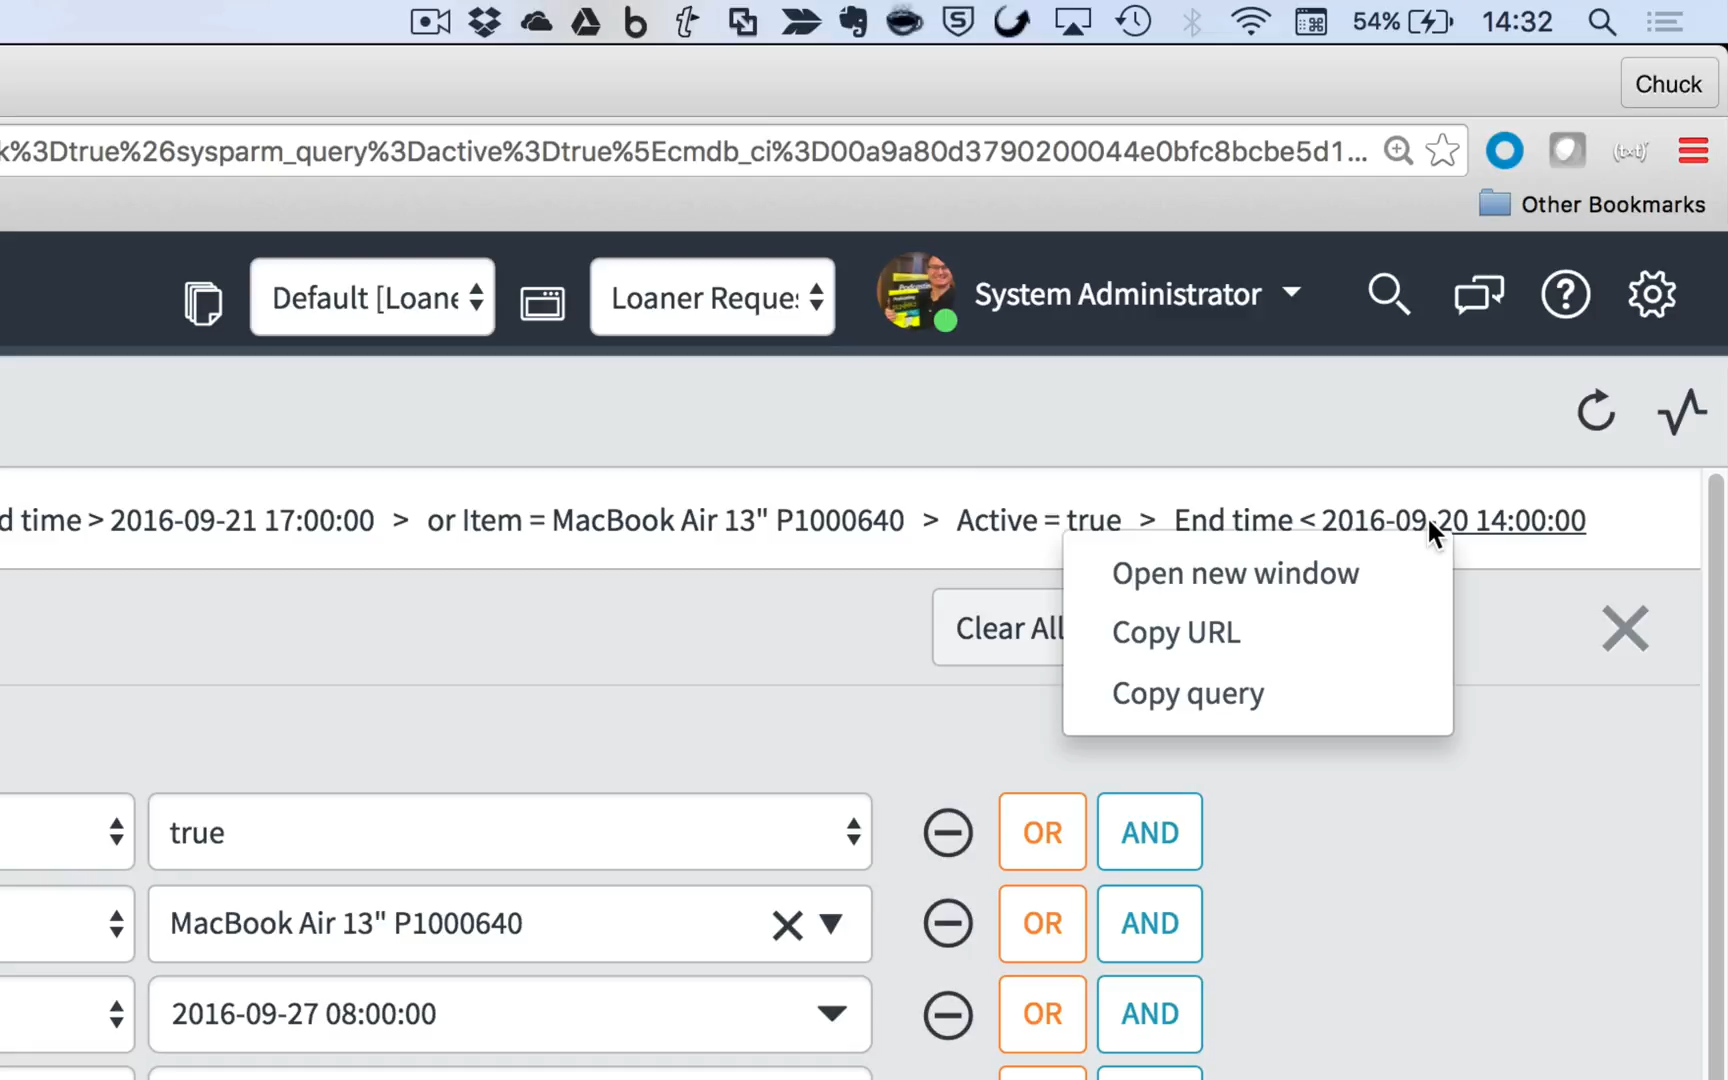 54% 14:32
Chuck
k%3Dtrue%26sysparm_query%3Dactive%3Dtrue%5Ecmdb_ci%3D00a9a80d3790200044e0bfc8bcbe5d1... (txt)
Other Bookmarks
Default [Loane Loaner Reques System Administrator
d time > 2016-09-21 17:00:00 > or Item = MacBook Air 13" P1000640 > Active = true > End time < 2016-09-20 14:00:00
Open new window
Clear All
Copy URL
Copy query
true OR AND
MacBook Air 13" P1000640 OR AND
2016-09-27 08:00:00 OR AND